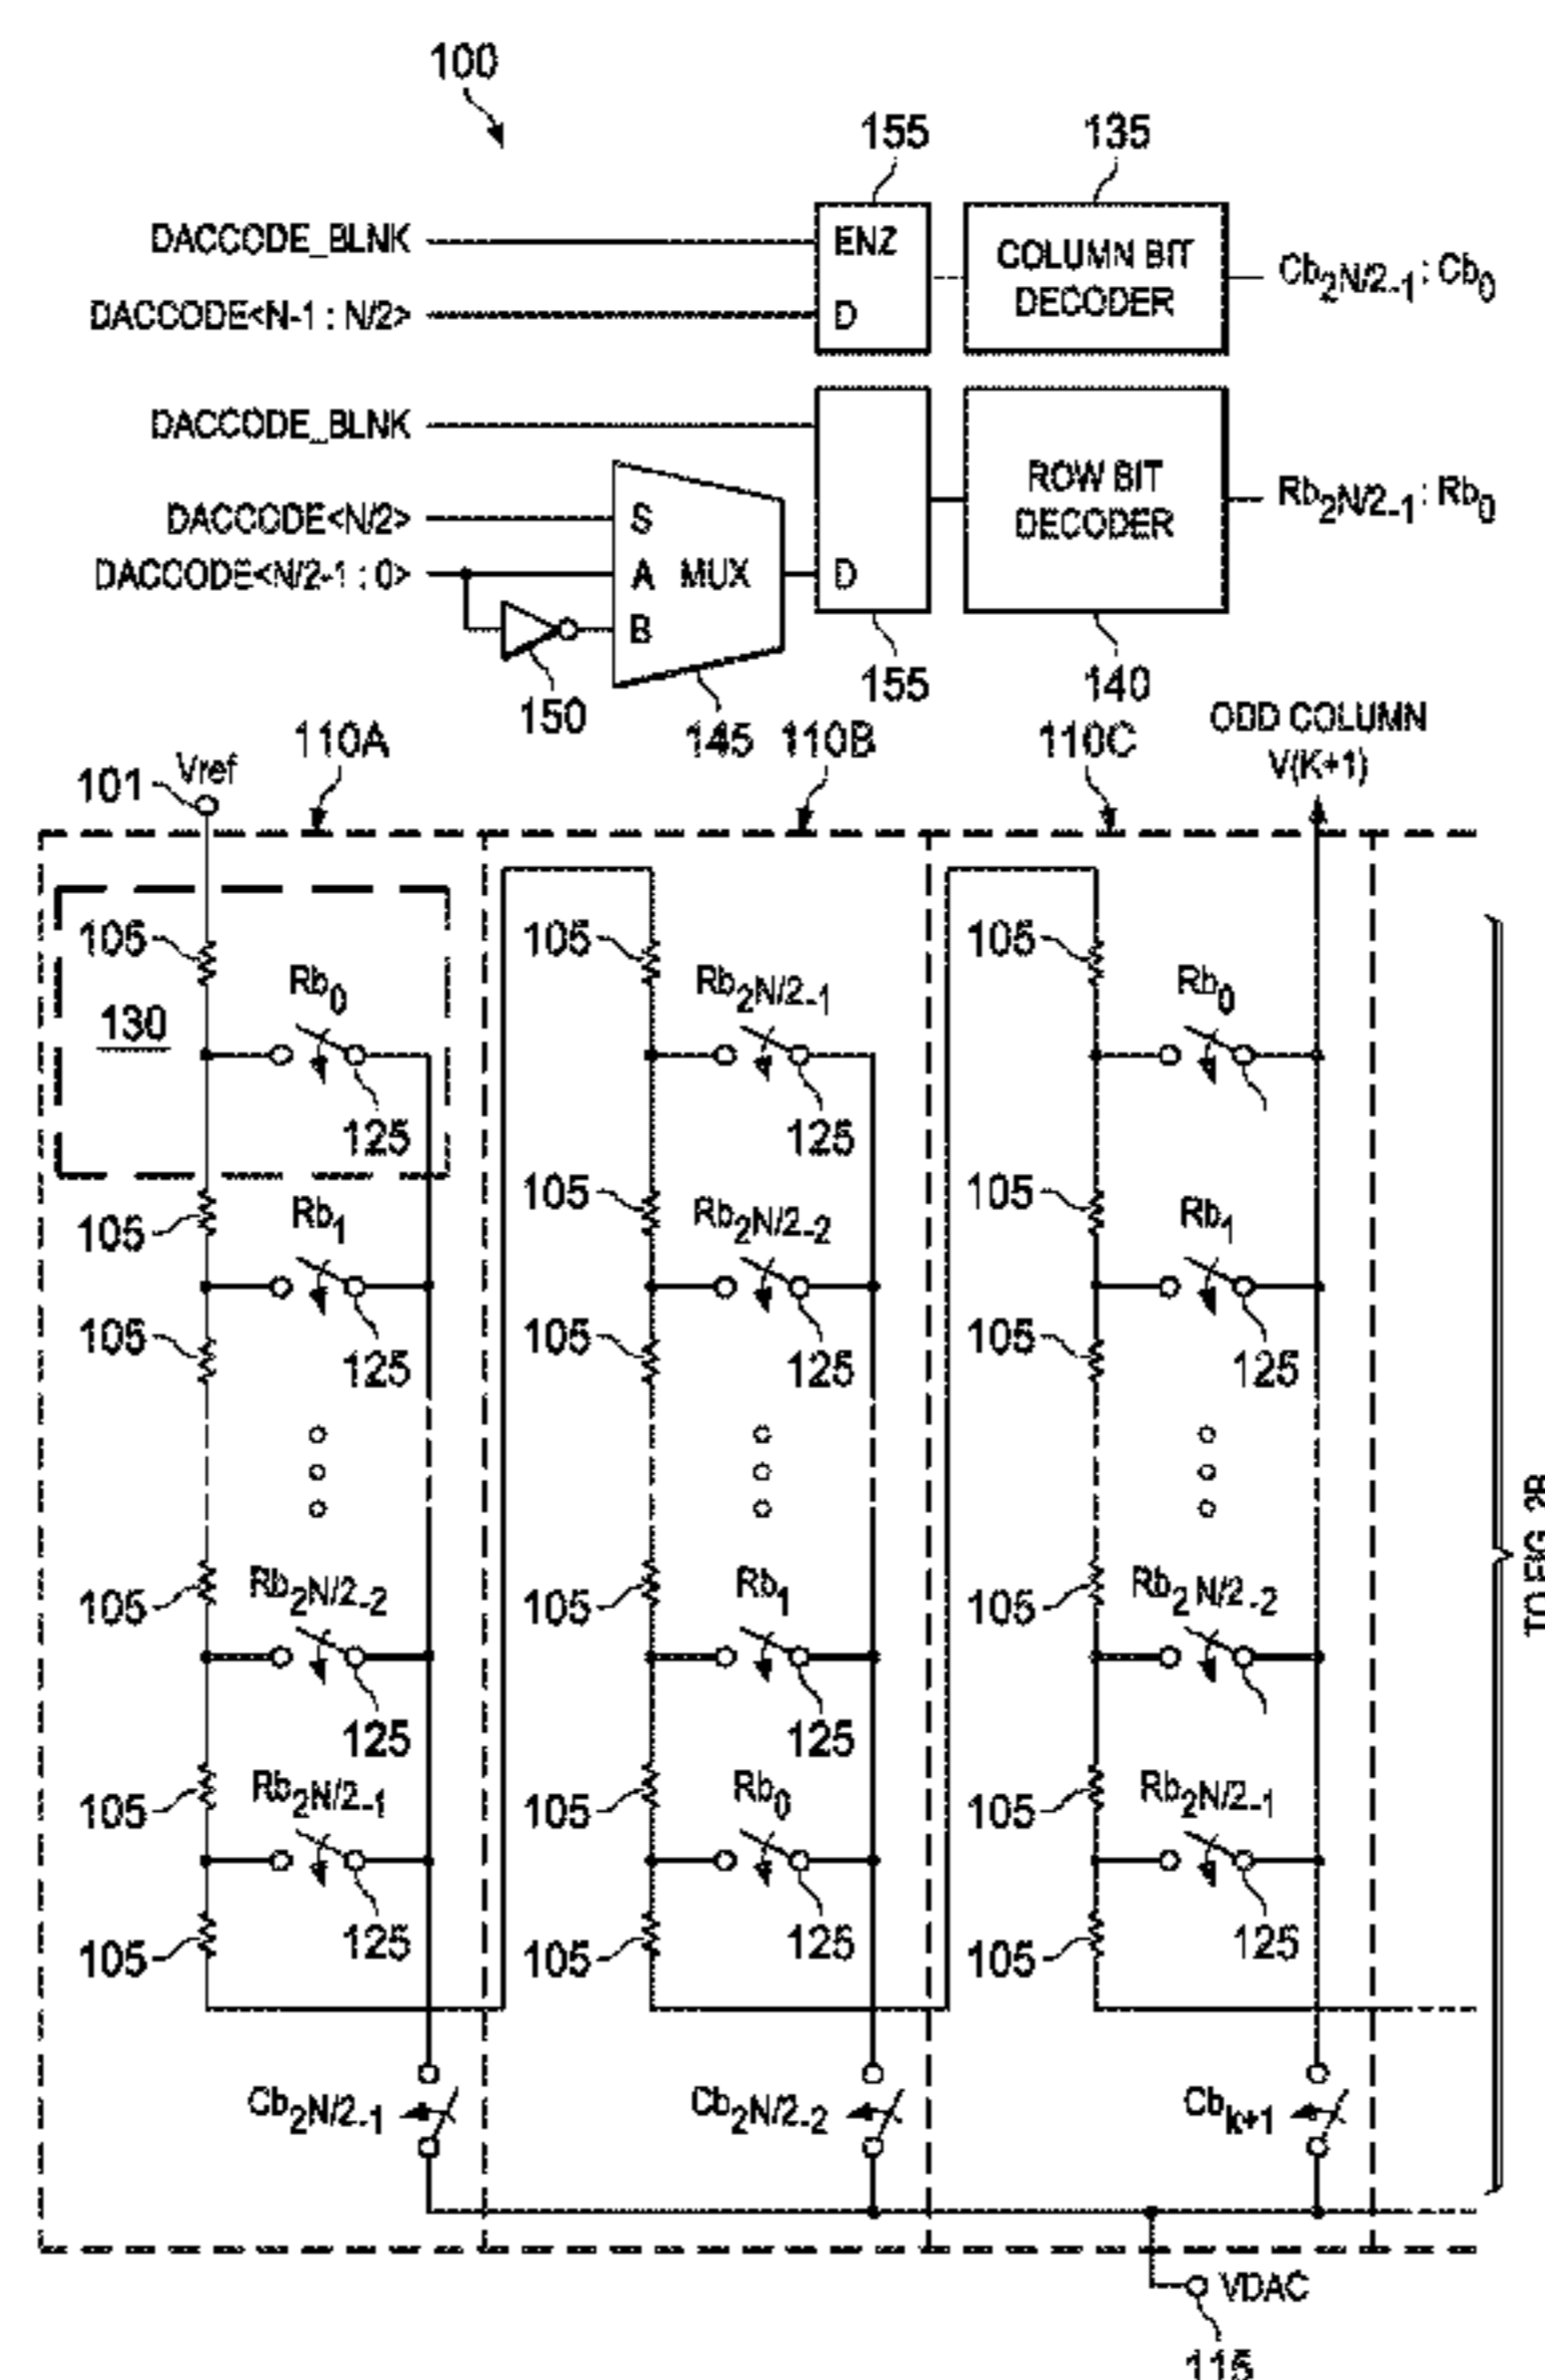 100
155
135
DACCODE_BLNK
ENZ
COLUMN BIT
DECODER
Cb2N/2-1 : Cb0
DACCODE<N-1 : N/2>
D
DACCODE_BLNK
ROW BIT
DECODER
Rb2N/2-1 : Rb0
DACCODE<N/2>
S
DACCODE<N/2-1 : 0>
A
MUX
D
B
150
145
155
140
110A
110B
110C
ODD COLUMN
V(K+1)
101
Vref
105
Rb0
130
125
105
Rb2N/2-1
125
105
Rb0
105
Rb1
105
125
105
Rb2N/2-2
105
125
105
Rb1
105
125
105
Rb2N/2-2
125
105
Rb1
125
105
Rb2N/2-2
105
Rb2N/2-1
105
125
105
Rb0
105
125
105
Rb2N/2-1
105
125
Cb2N/2-1
Cb2N/2-2
Cbk+1
TO FIG. 2B
VDAC
115